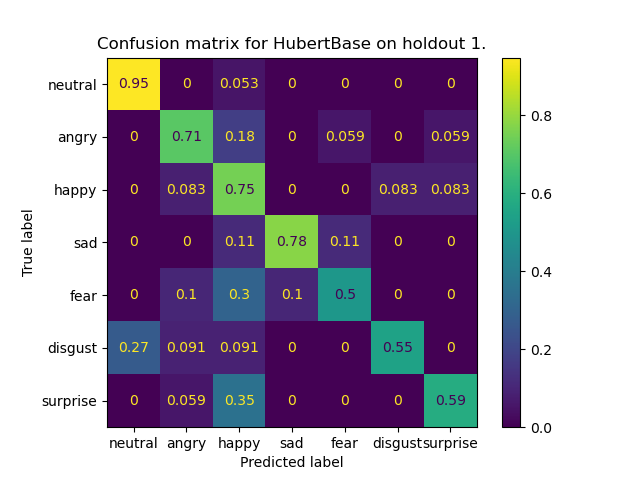 Confusion matrix for HubertBase on holdout 1.
neutral 0.95 0 0.053 0 0 0 0
angry 0 0.71 0.18 0 0.059 0 0.059
happy 0 0.083 0.75 0 0 0.083 0.083
sad 0 0 0.11 0.78 0.11 0 0
fear 0 0.1 0.3 0.1 0.5 0 0
disgust 0.27 0.091 0.091 0 0 0.55 0
surprise 0 0.059 0.35 0 0 0 0.59
neutral angry happy sad fear disgust surprise
Predicted label
True label
0.8
0.6
0.4
0.2
0.0